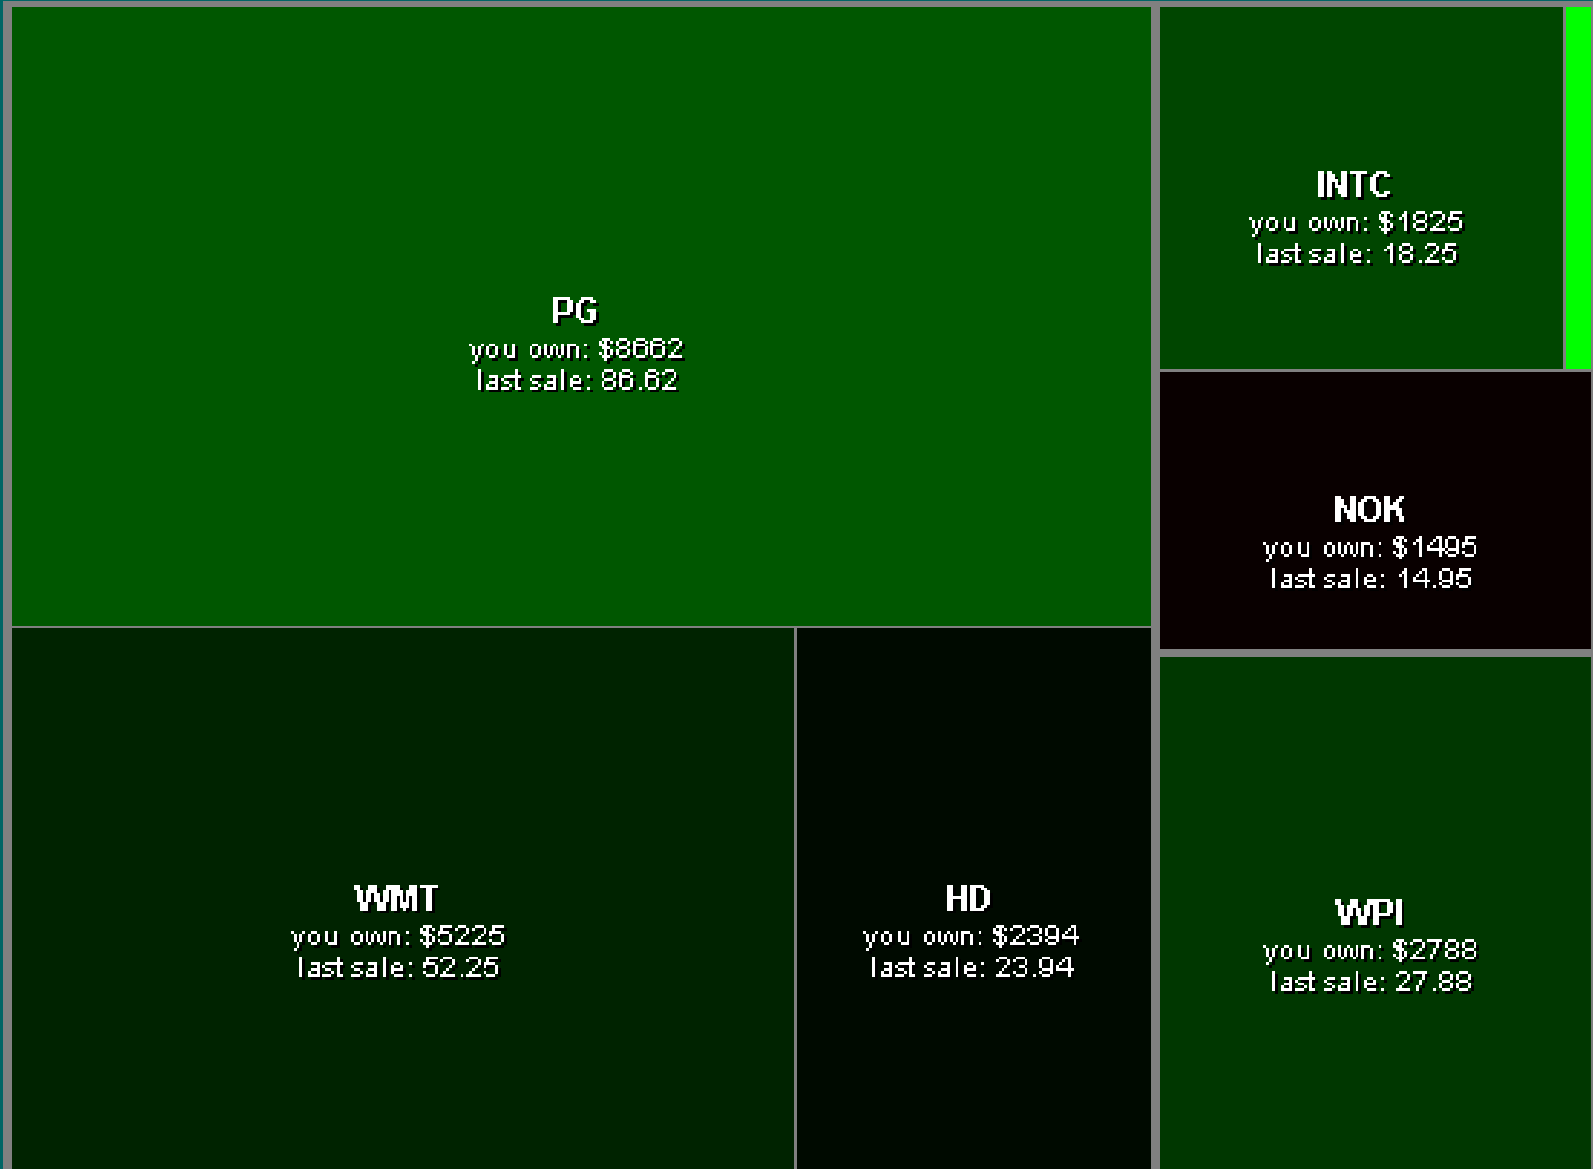 PG
you own: $8662
last sale: 86.62
INTC
you own: $1825
last sale: 18.25
NOK
you own: $1495
last sale: 14.95
WMT
you own: $5225
last sale: 52.25
HD
you own: $2394
last sale: 23.94
WPI
you own: $2788
last sale: 27.88